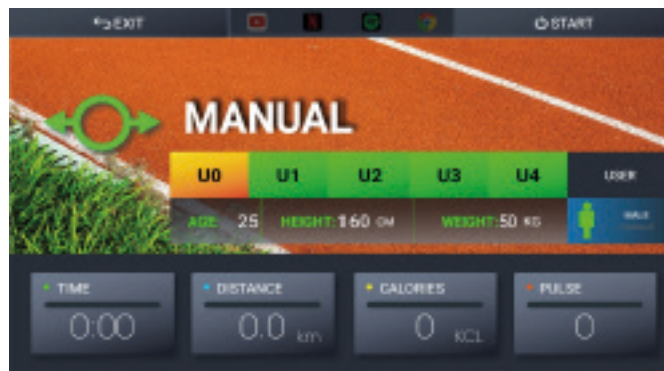 EXIT
START
MANUAL
U0 U1 U2 U3 U4 USER
AGE: 25 HEIGHT:160 CM WEIGHT:50 KG MALE
TIME DISTANCE CALORIES PULSE
0:00 0.0 km 0 KCL 0